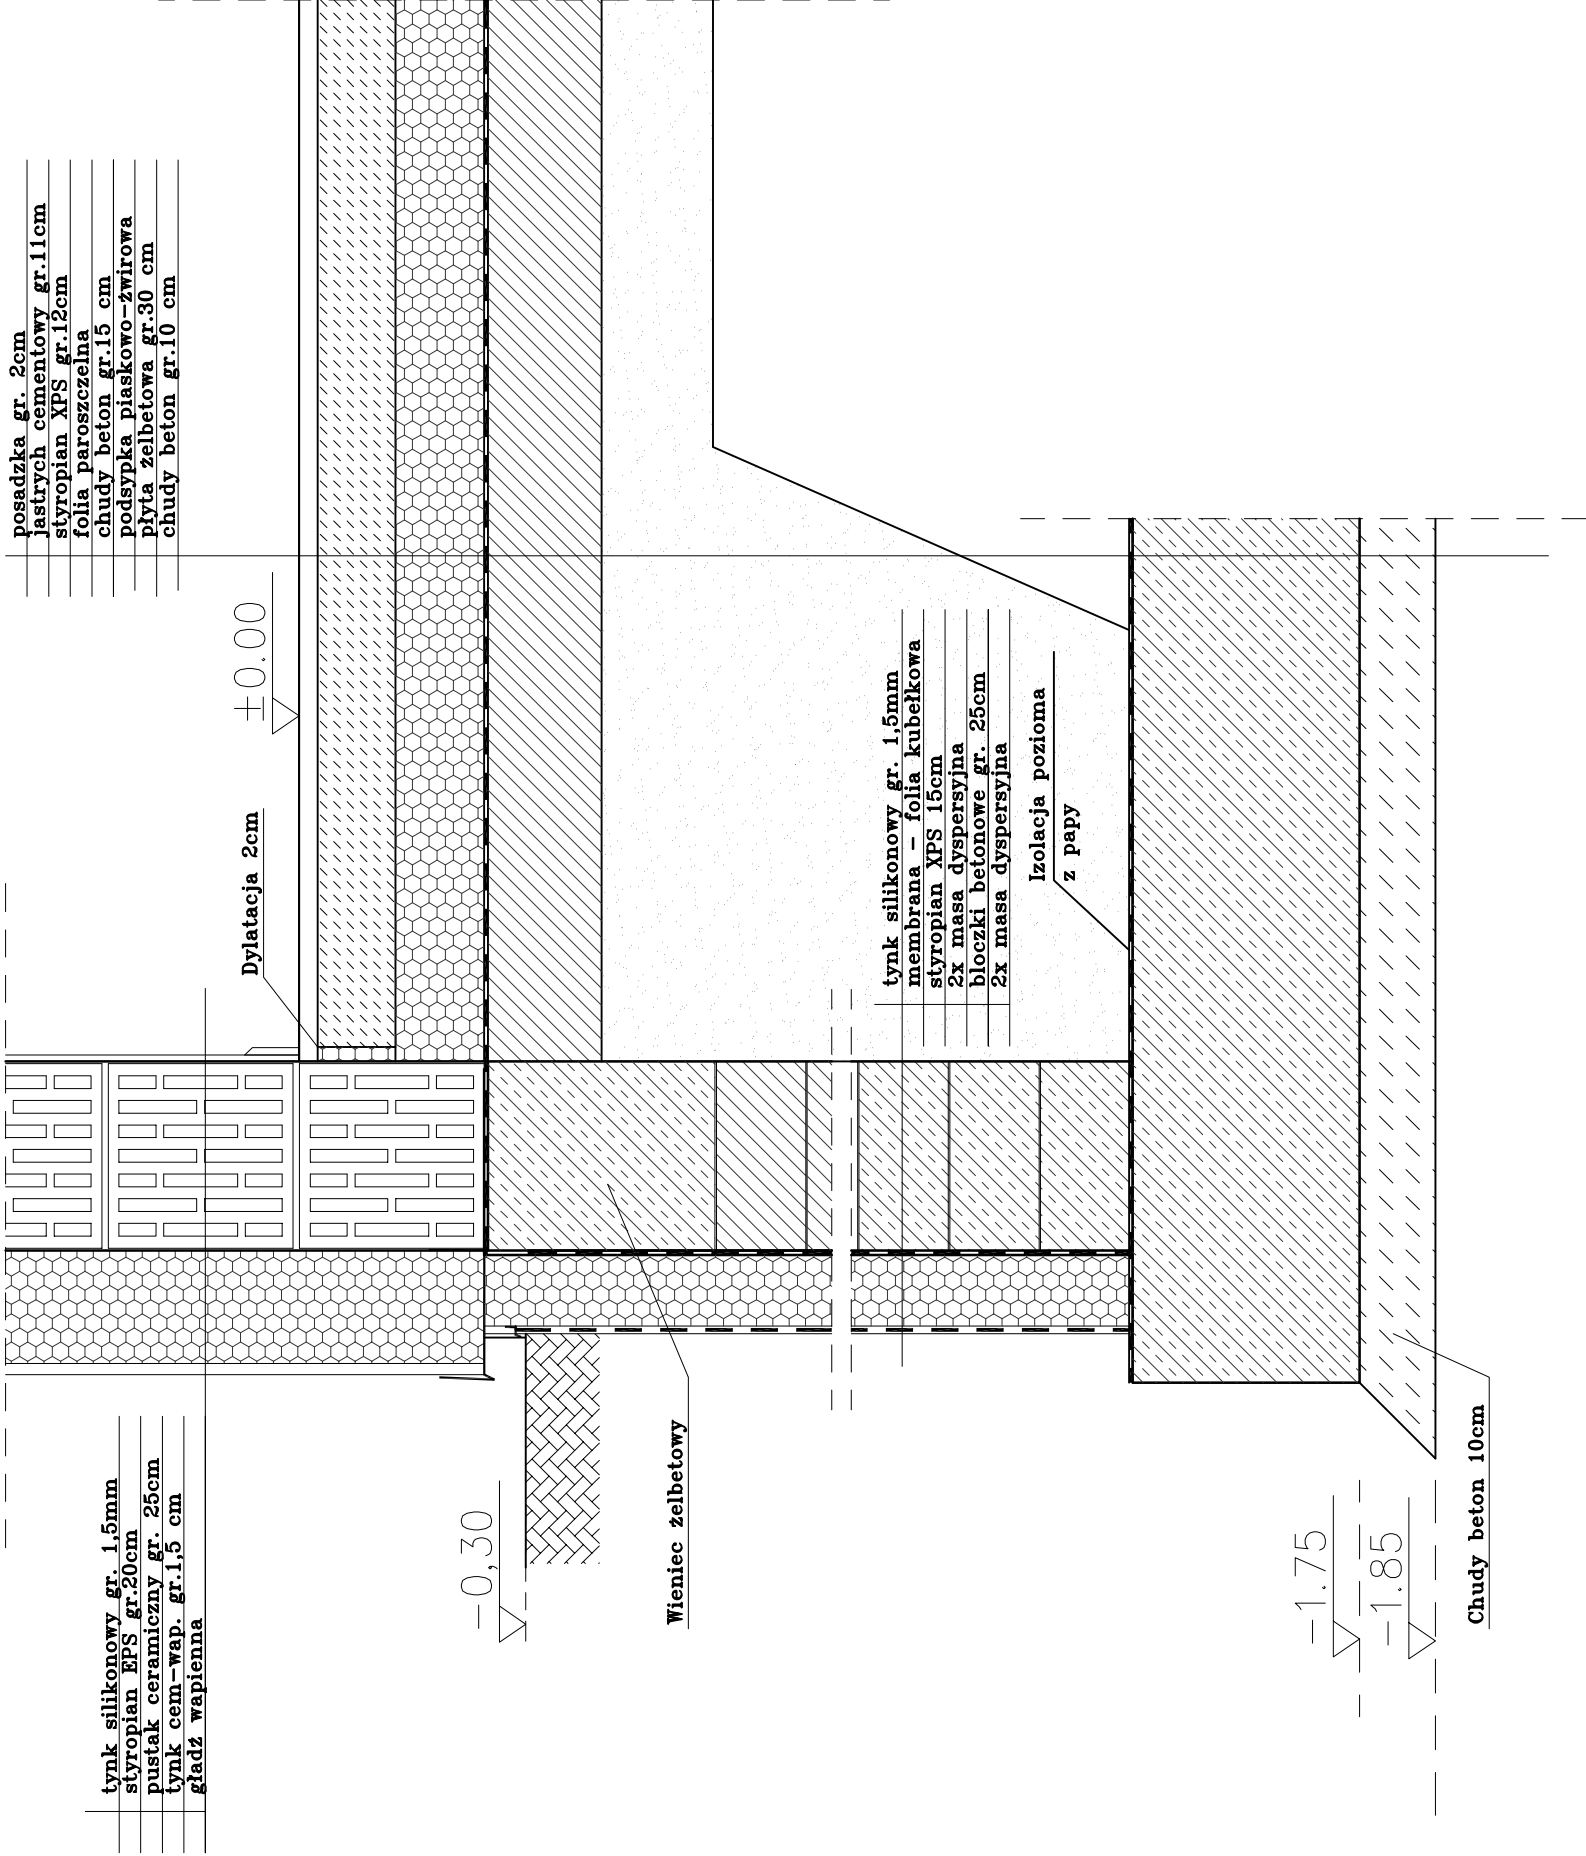 posadzka gr. 2cm
jastrych cementowy gr.11cm
styropian XPS gr.12cm
folia paroszczelna
chudy beton gr.15 cm
podsypka piaskowo-żwirowa
płyta żelbetowa gr.30 cm
chudy beton gr.10 cm
±0.00
Dylatacja 2cm
tynk silikonowy gr. 1,5mm
membrana - folia kubełkowa
styropian XPS 15cm
2x masa dyspersyjna
bloczki betonowe gr. 25cm
2x masa dyspersyjna
Izolacja pozioma
z papy
tynk silikonowy gr. 1,5mm
styropian EPS gr.20cm
pustak ceramiczny gr. 25cm
tynk cem-wap. gr.1,5 cm
gładź wapienna
-0,30
Wieniec żelbetowy
-1.75
-1.85
Chudy beton 10cm